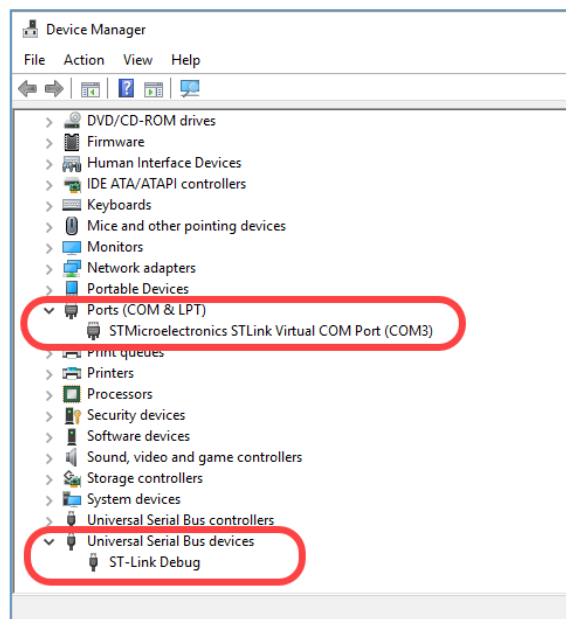 Device Manager
File Action View Help
DVD/CD-ROM drives
Firmware
Human Interface Devices
IDE ATA/ATAPI controllers
Keyboards
Mice and other pointing devices
Monitors
Network adapters
Portable Devices
Ports (COM & LPT)
STMicroelectronics STLink Virtual COM Port (COM3)
Print queues
Printers
Processors
Security devices
Software devices
Sound, video and game controllers
Storage controllers
System devices
Universal Serial Bus controllers
Universal Serial Bus devices
ST-Link Debug